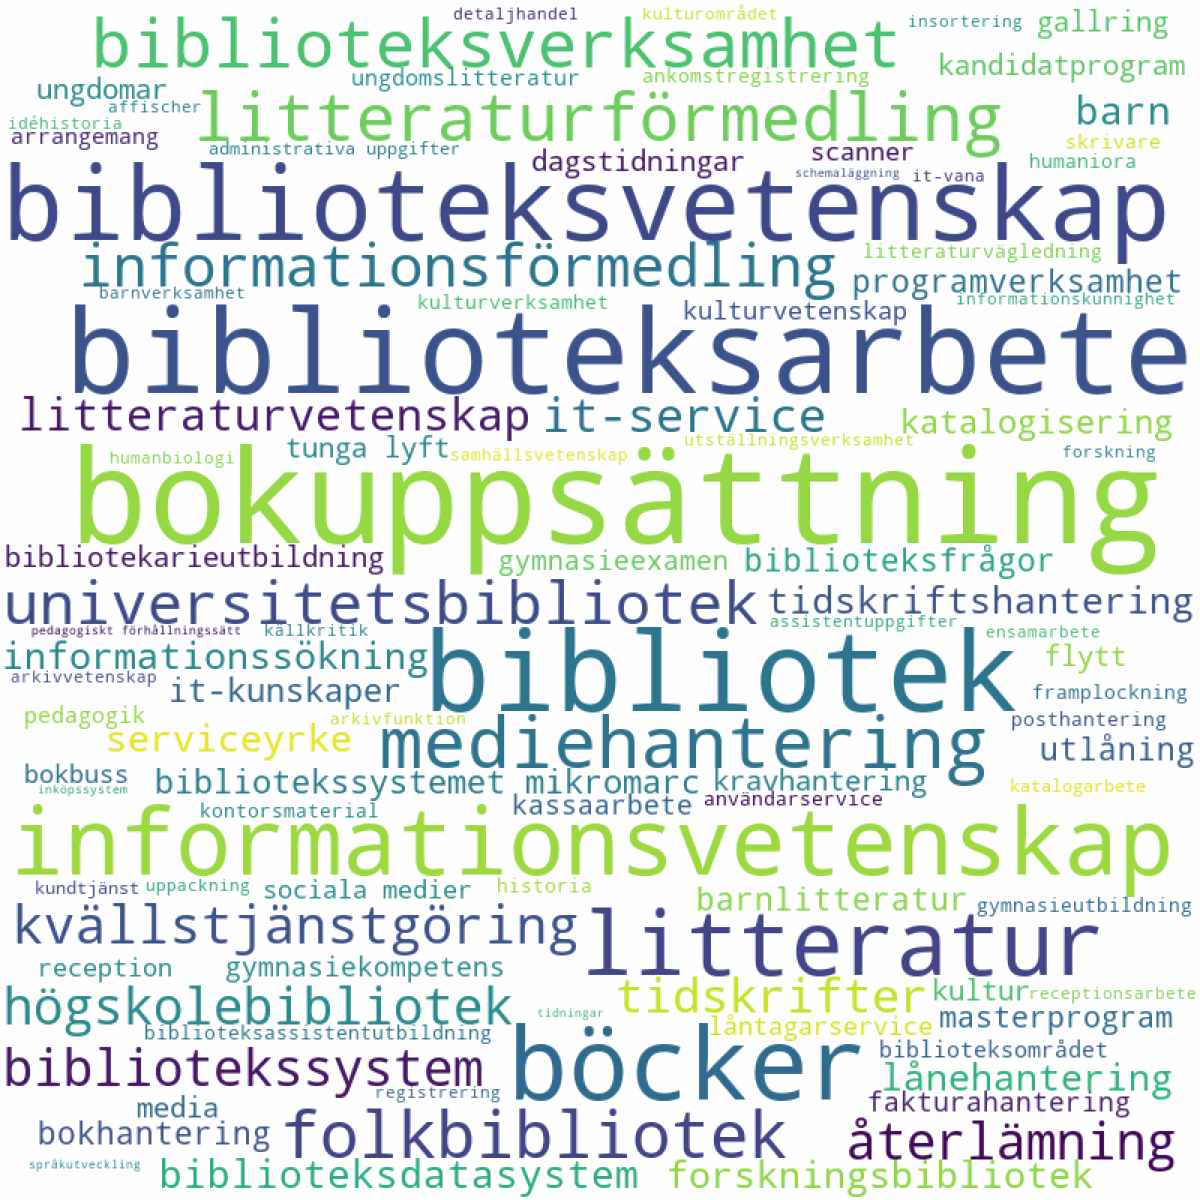 detaljhandel kulturområdet insortering gallring
biblioteksverksamhet
kandidatprogram
ungdomar ungdomslitteratur ankomstregistrering
affischer litteraturförmedling barn
idéhistoria
arrangemang administrativa uppgifter skrivare
dagstidningar scanner humaniora
schemaläggning it-vana
biblioteksvetenskap
informationsförmedling litteraturvägledning
programverksamhet
barnverksamhet kulturverksamhet kulturvetenskap informationskunnighet
biblioteksarbete
litteraturvetenskap it-service katalogisering
tunga lyft utställningsverksamhet
humanbiologi samhällsvetenskap forskning
bokuppsättning
bibliotekarieutbildning gymnasieexamen biblioteksfrågor
universitetsbibliotek tidskriftshantering
pedagogiskt förhållningssätt källkritik assistentuppgifter ensamarbete
informationssökning bibliotek flytt
arkivvetenskap it-kunskaper framplockning
pedagogik arkivfunktion posthantering
serviceyrke mediehantering utlåning
bokbuss bibliotekssystemet mikromarc kravhantering katalogarbete
inköpssystem
kontorsmaterial kassaarbete användarservice
informationsvetenskap
kundtjänst uppackning sociala medier historia
barnlitteratur gymnasieutbildning
kvällstjänstgöring litteratur
reception gymnasiekompetens
högskolebibliotek tidskrifter kultur receptionsarbete
tidningar
biblioteksassistentutbildning låntagarservice masterprogram
bibliotekssystem böcker biblioteksområdet
lånehantering
registrering
media fakturahantering
bokhantering folkbibliotek återlämning
språkutveckling biblioteksdatasystem forskningsbibliotek